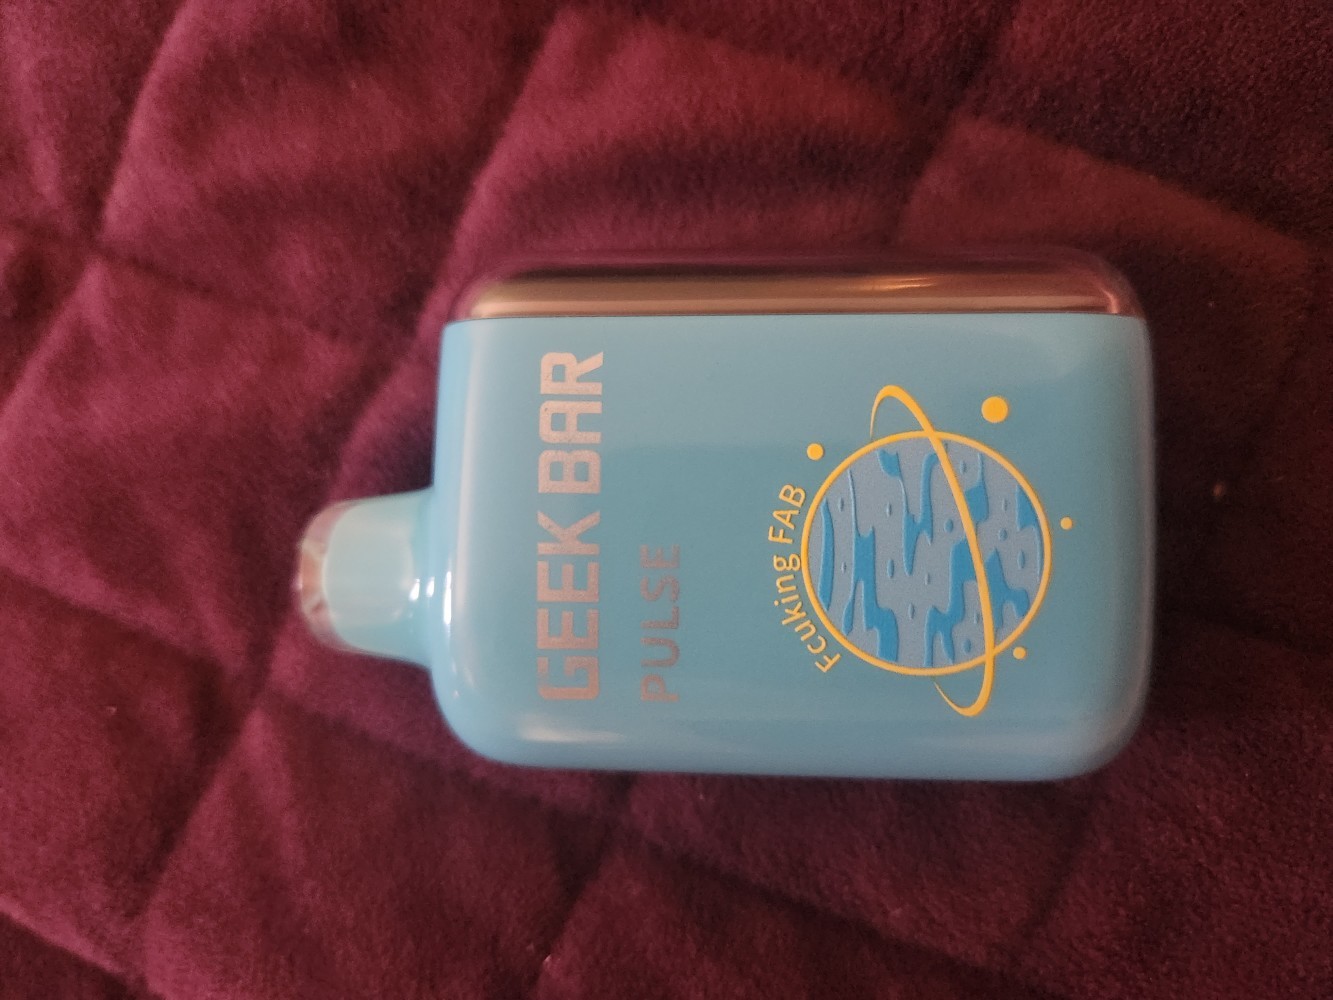 GEEK BAR
PULSE
Fcuking FAB